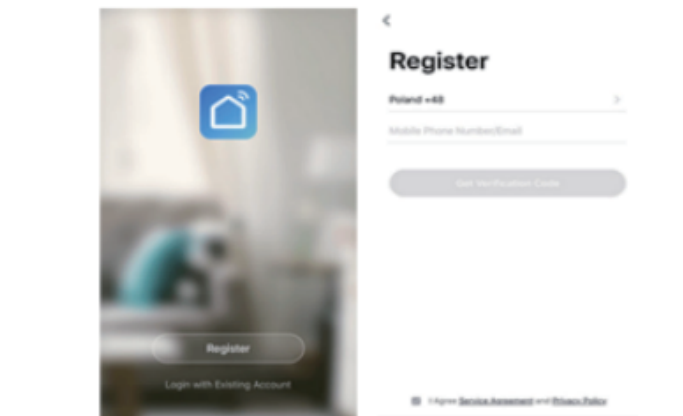 Register
Login with Existing Account
Register
Poland +48
Mobile Phone Number/Email
Get Verification Code
I Agree Service Agreement and Privacy Policy